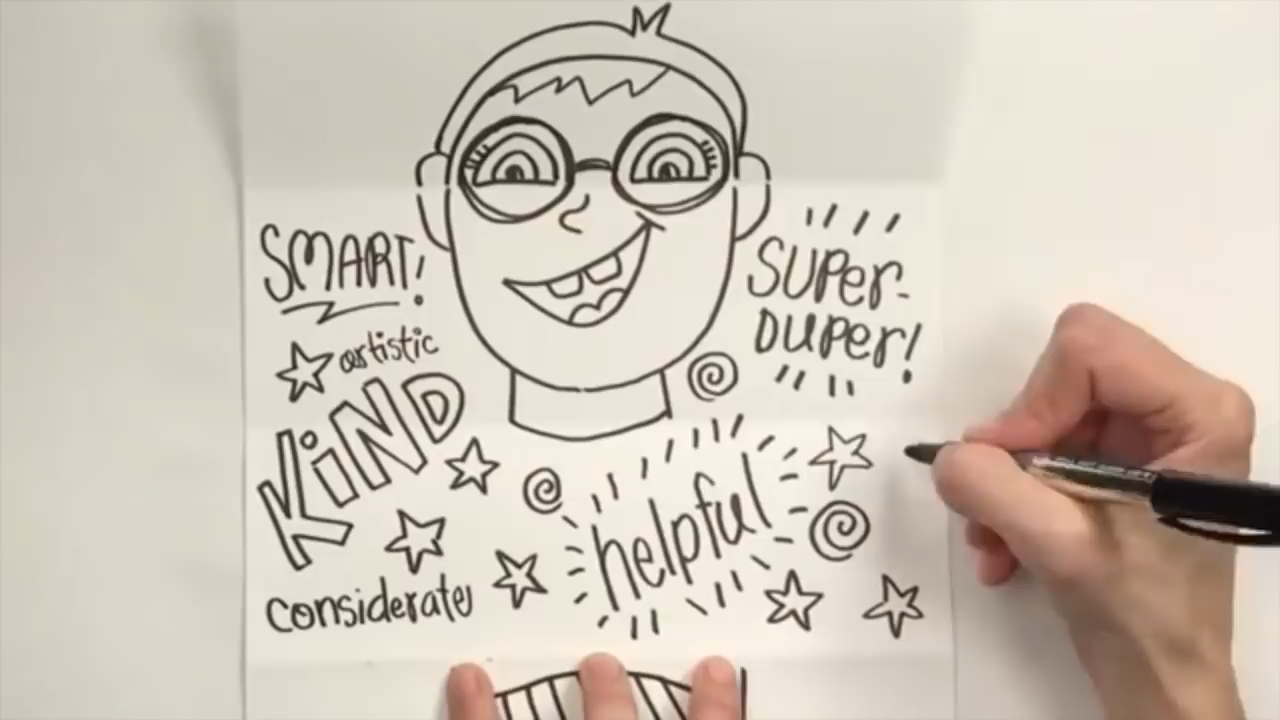 SMART!
artistic
KiND
considerate
SUPer-
DUPer!
helpful